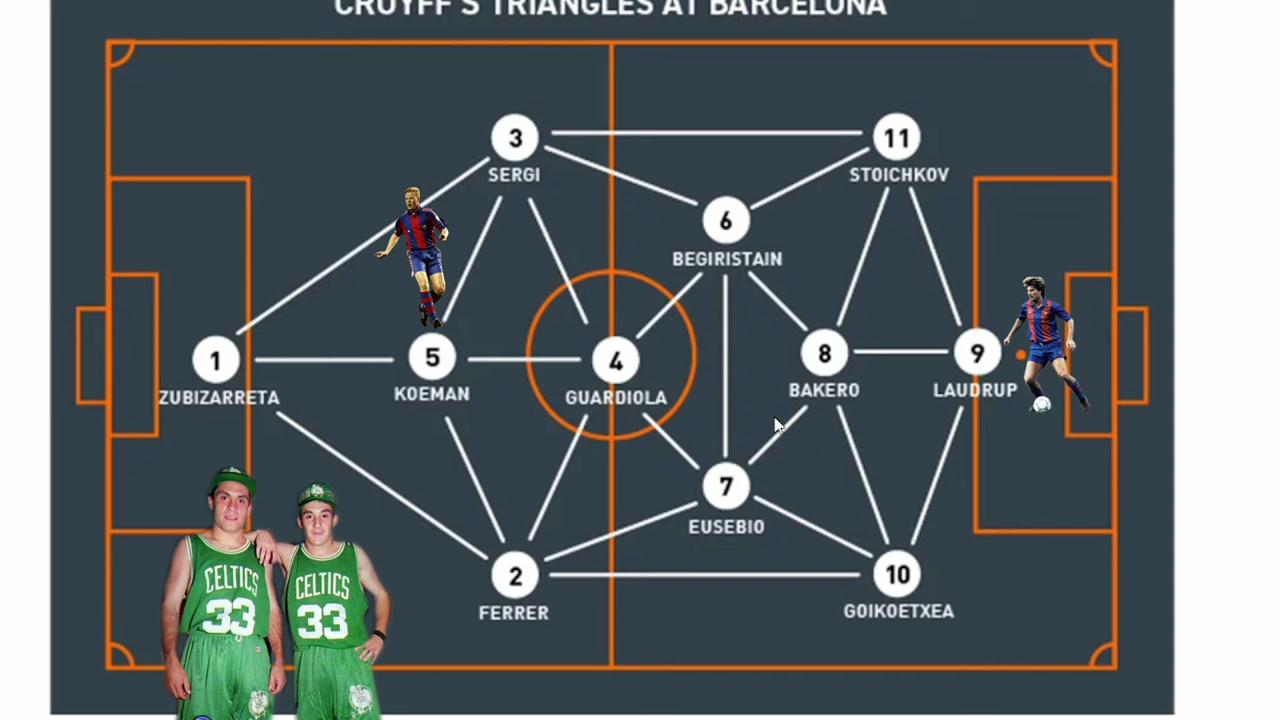 CRUYFF'S TRIANGLES AT BARCELONA
3
SERGI
11
STOICHKOV
6
BEGIRISTAIN
1
ZUBIZARRETA
5
KOEMAN
4
GUARDIOLA
8
BAKERO
9
LAUDRUP
7
EUSEBIO
2
FERRER
10
GOIKOETXEA
CELTICS
33
CELTICS
33